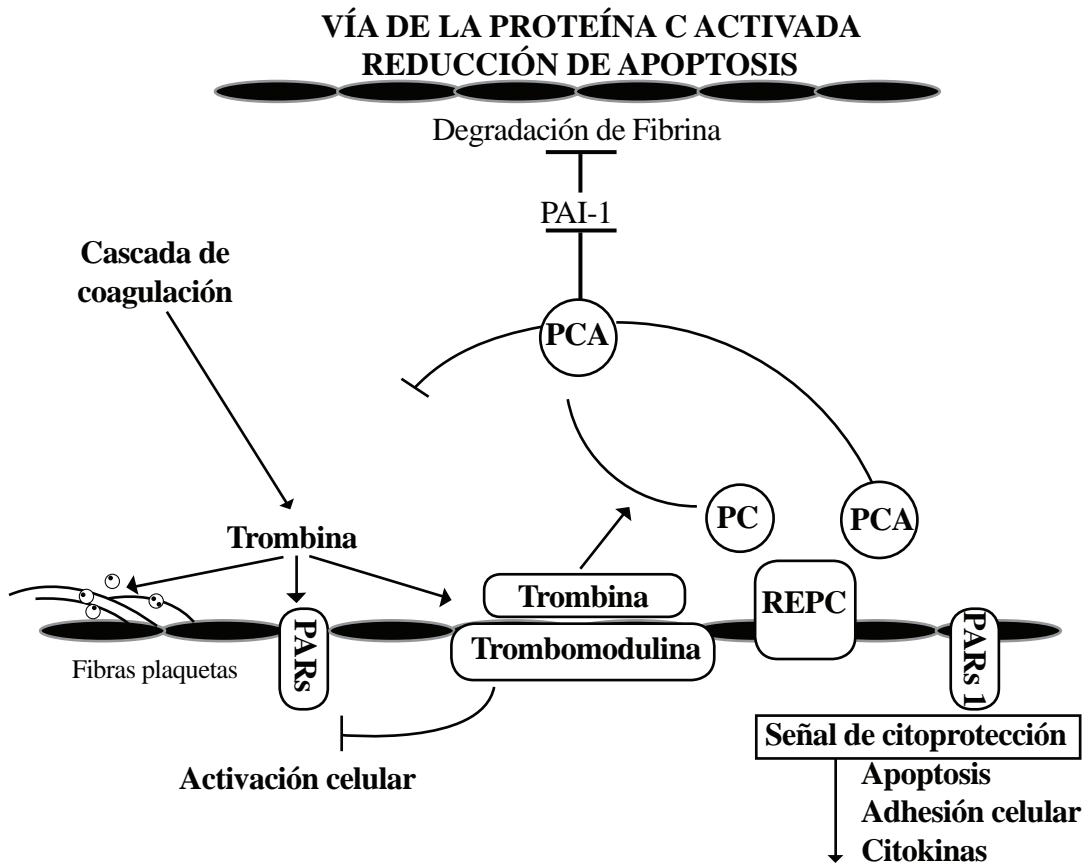 VÍA DE LA PROTEÍNA C ACTIVADA
REDUCCIÓN DE APOPTOSIS
Degradación de Fibrina
PAI-1
Cascada de
coagulación
PCA
PC
PCA
Trombina
Trombina
REPC
Trombomodulina
PARs
PARs 1
Fibras plaquetas
Señal de citoprotección
Activación celular
Apoptosis
Adhesión celular
Citokinas